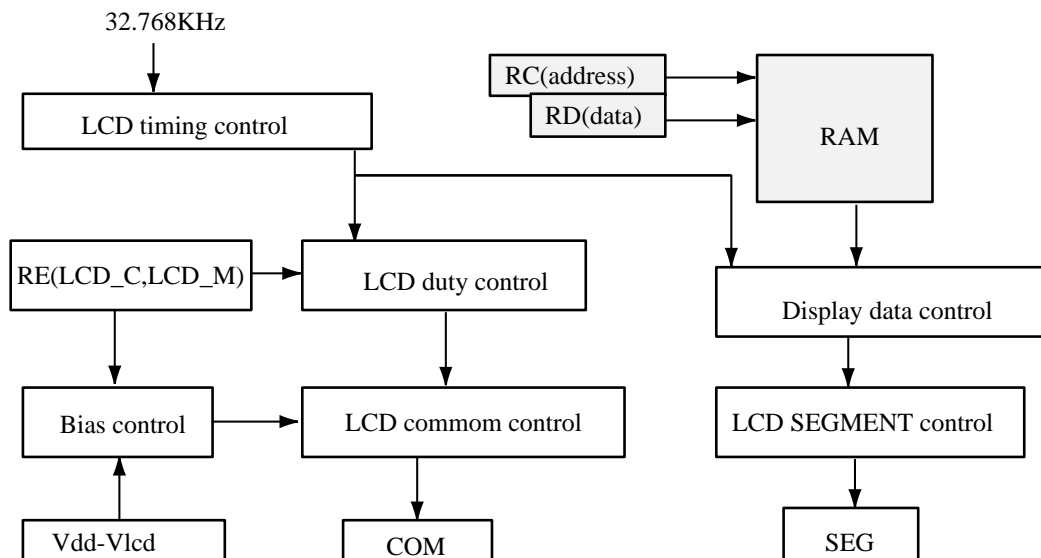 32.768KHz
LCD timing control
RC(address)
RD(data)
RAM
RE(LCD_C,LCD_M)
LCD duty control
Display data control
Bias control
LCD commom control
LCD SEGMENT control
Vdd-Vlcd
COM
SEG